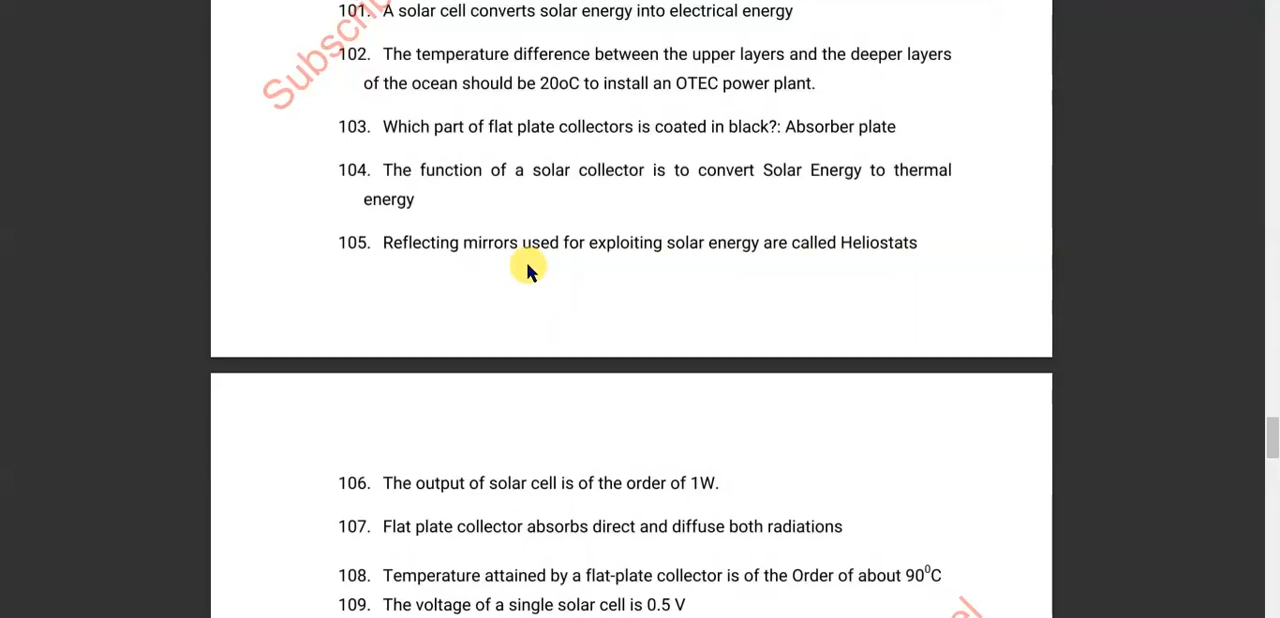 101. A solar cell converts solar energy into electrical energy
Subscri
102. The temperature difference between the upper layers and the deeper layers
of the ocean should be 20oC to install an OTEC power plant.
103. Which part of flat plate collectors is coated in black?: Absorber plate
104. The function of a solar collector is to convert Solar Energy to thermal
energy
105. Reflecting mirrors used for exploiting solar energy are called Heliostats
106. The output of solar cell is of the order of 1W.
107. Flat plate collector absorbs direct and diffuse both radiations
108. Temperature attained by a flat-plate collector is of the Order of about 90⁰C
109. The voltage of a single solar cell is 0.5 V
el